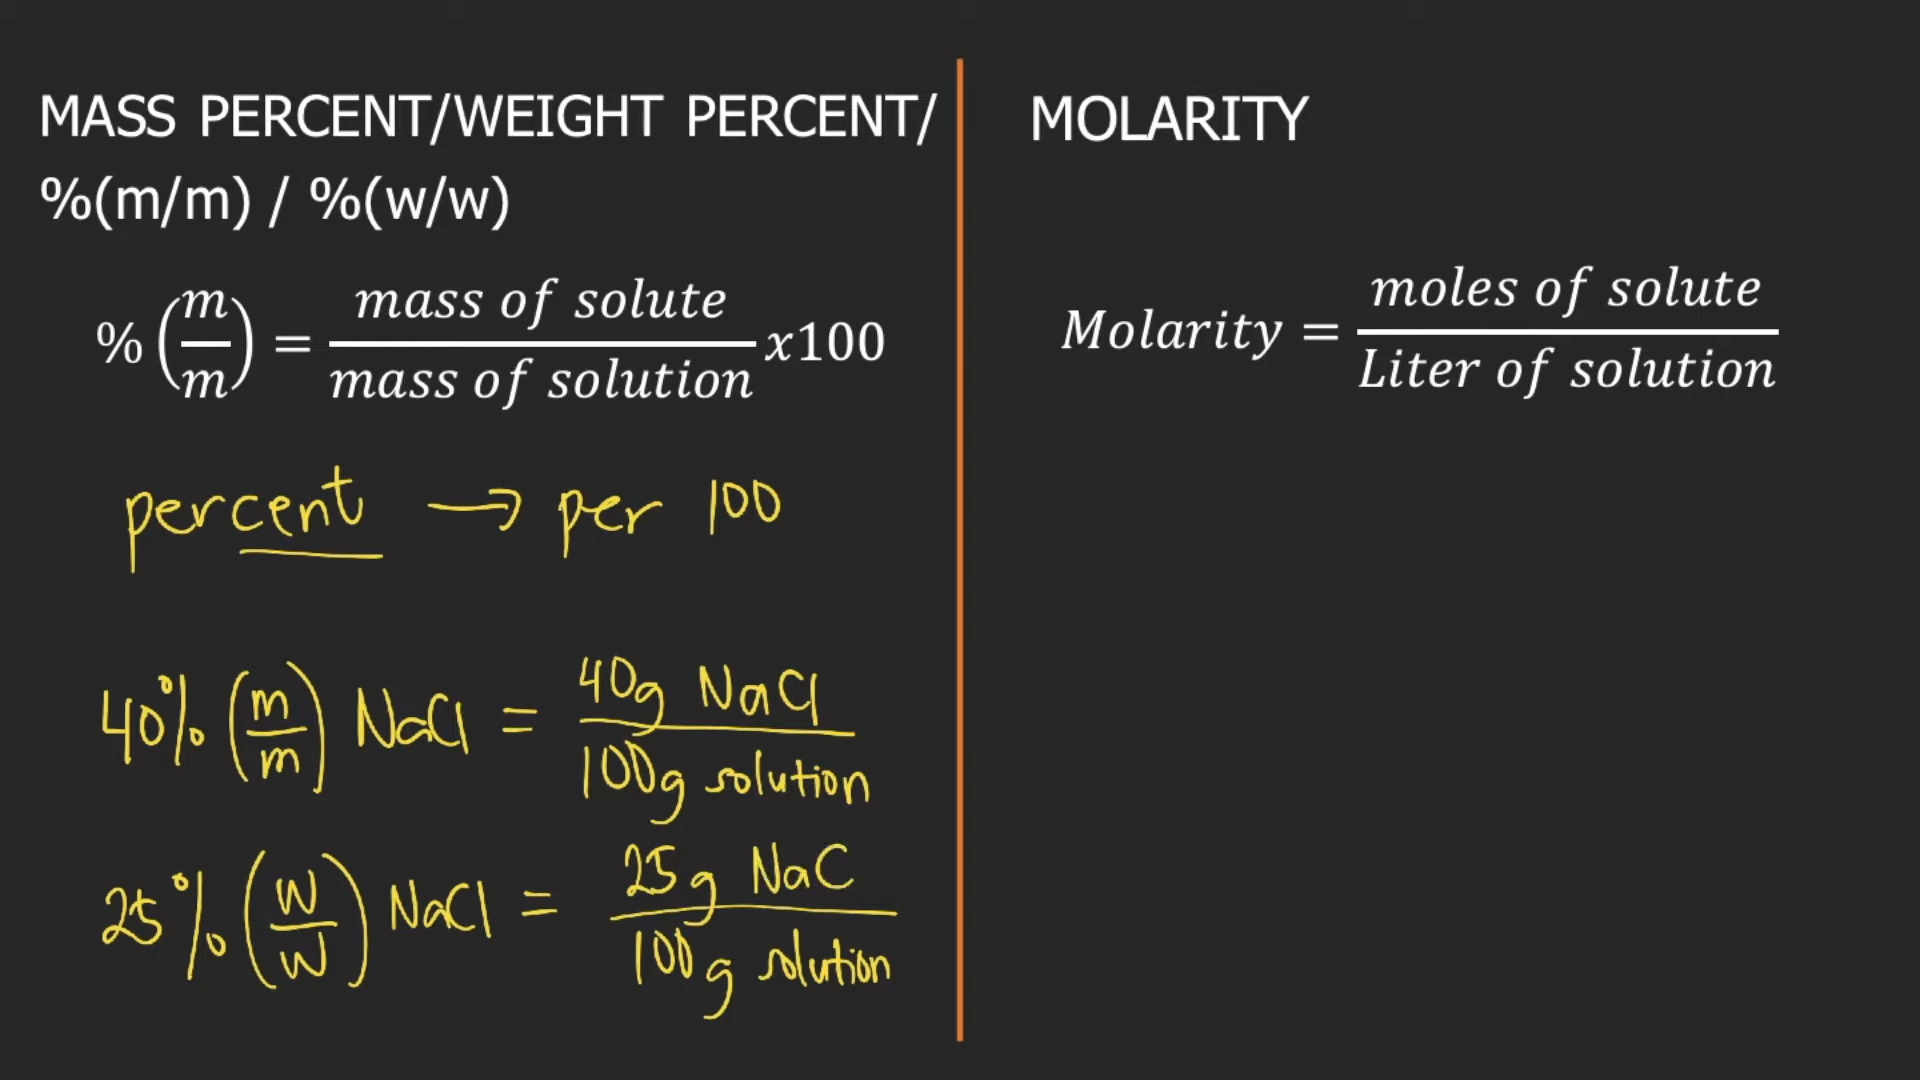 MASS PERCENT/WEIGHT PERCENT/
%(m/m) / %(w/w)
% (m/m) = mass of solute / mass of solution x100
percent → per 100
40% (m/m) NaCl = 40g NaCl / 100g solution
25% (w/w) NaCl = 25g NaC / 100g solution
MOLARITY
Molarity = moles of solute / Liter of solution